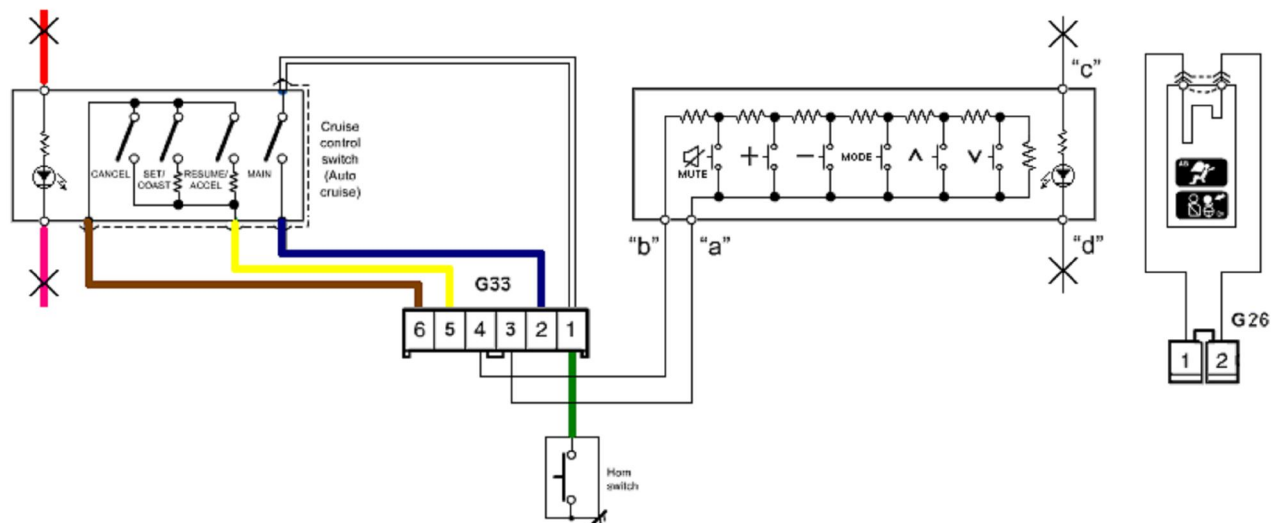 CANCEL
SET/
COAST
RESUME/
ACCEL
MAIN
Cruise
control
switch
(Auto
cruise)
G33
6 5 4 3 2 1
Horn
switch
MUTE
+
−
MODE
"b"
"a"
"c"
"d"
G26
1 2